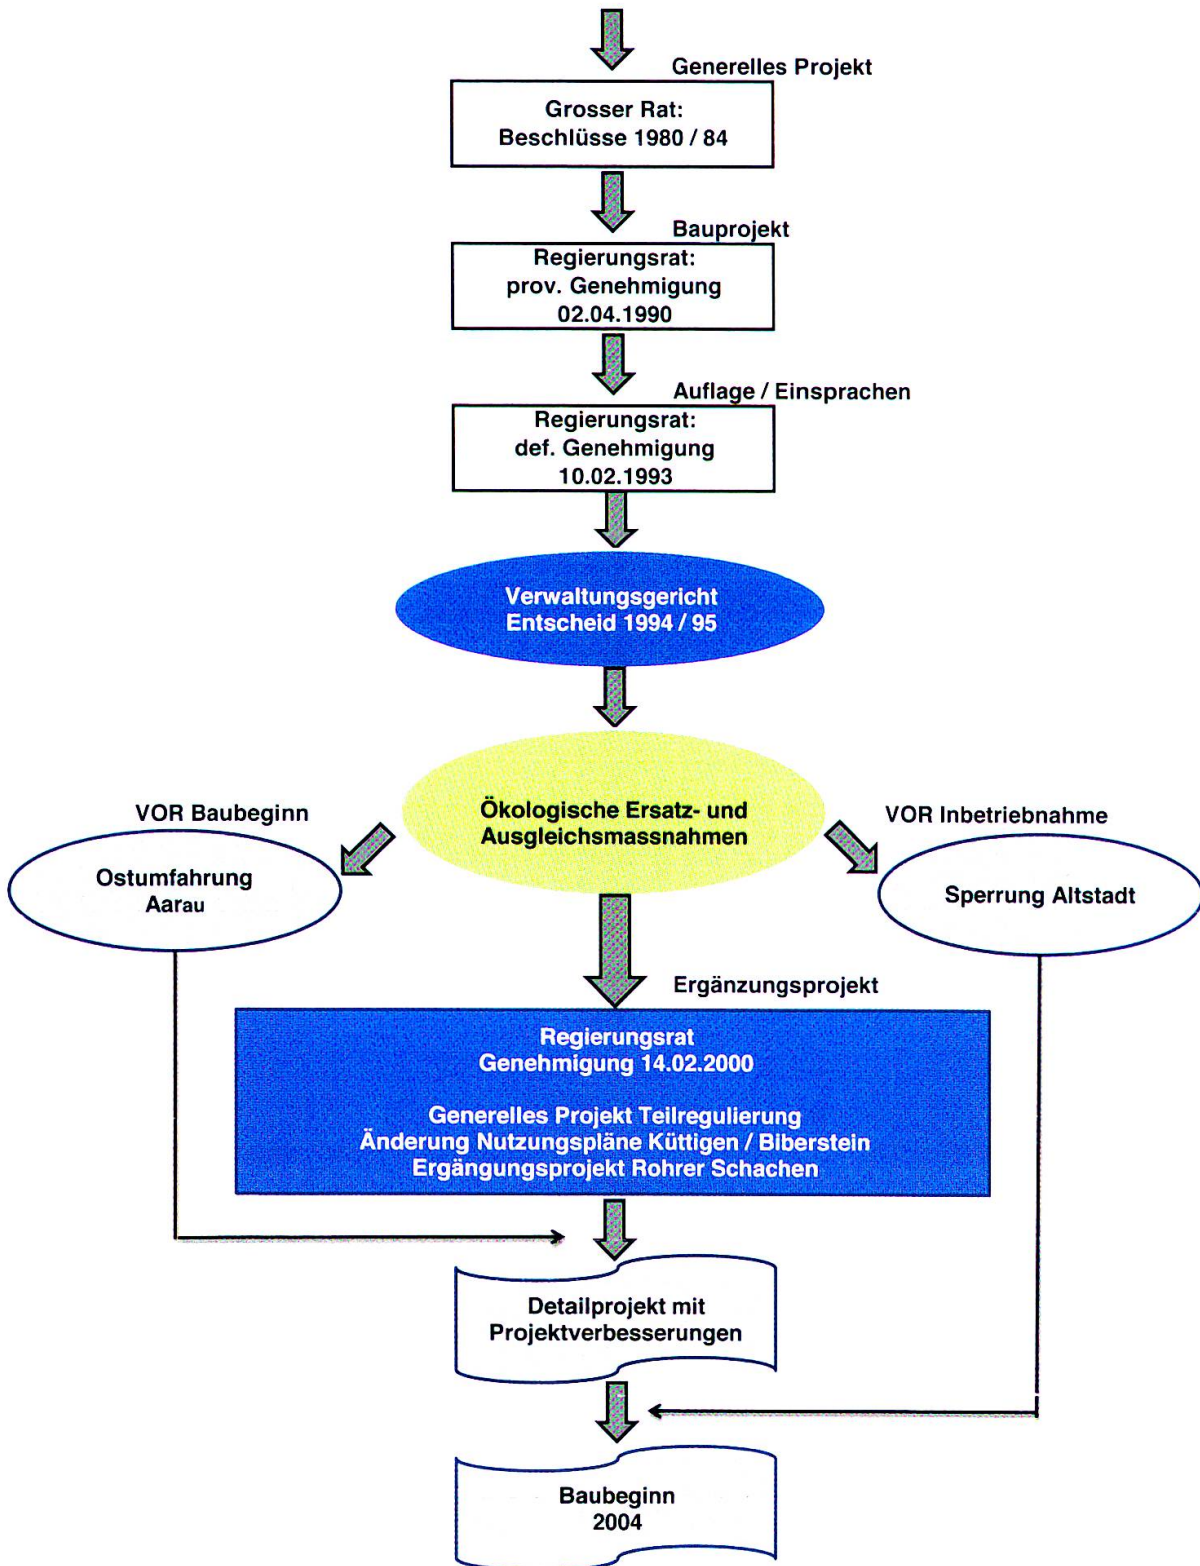 Generelles Projekt
Grosser Rat:
Beschlüsse 1980 / 84
Bauprojekt
Regierungsrat:
prov. Genehmigung
02.04.1990
Auflage / Einsprachen
Regierungsrat:
def. Genehmigung
10.02.1993
Verwaltungsgericht
Entscheid 1994 / 95
Ökologische Ersatz- und
Ausgleichsmassnahmen
VOR Baubeginn
Ostumfahrung
Aarau
VOR Inbetriebnahme
Sperrung Altstadt
Ergänzungsprojekt
Regierungsrat
Genehmigung 14.02.2000
Generelles Projekt Teilregulierung
Änderung Nutzungspläne Küttigen / Biberstein
Ergängungsprojekt Rohrer Schachen
Detailprojekt mit
Projektverbesserungen
Baubeginn
2004